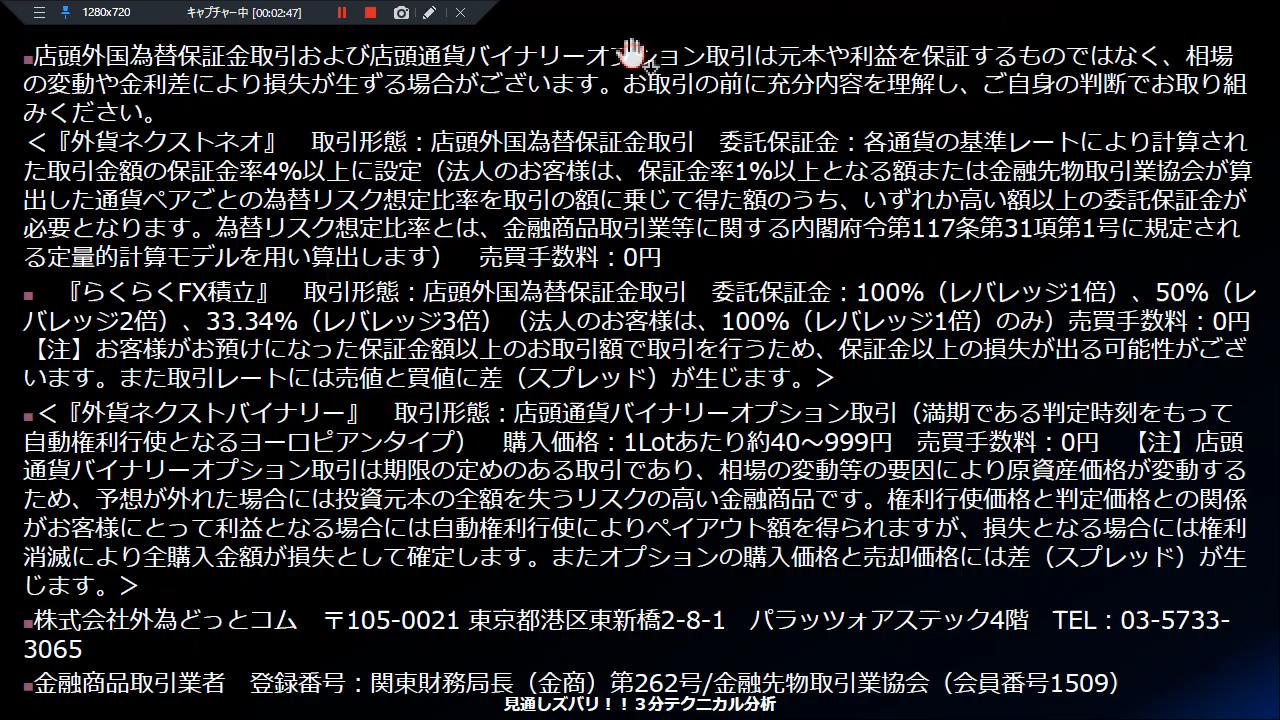 1280x720 キャプチャー中 [00:02:47]
■店頭外国為替保証金取引および店頭通貨バイナリーオプション取引は元本や利益を保証するものではなく、相場
の変動や金利差により損失が生ずる場合がございます。お取引の前に充分内容を理解し、ご自身の判断でお取り組
みください。
＜『外貨ネクストネオ』　取引形態：店頭外国為替保証金取引　委託保証金：各通貨の基準レートにより計算され
た取引金額の保証金率4%以上に設定（法人のお客様は、保証金率1%以上となる額または金融先物取引業協会が算
出した通貨ペアごとの為替リスク想定比率を取引の額に乗じて得た額のうち、いずれか高い額以上の委託保証金が
必要となります。為替リスク想定比率とは、金融商品取引業等に関する内閣府令第117条第31項第1号に規定され
る定量的計算モデルを用い算出します）　売買手数料：0円
■　『らくらくFX積立』　取引形態：店頭外国為替保証金取引　委託保証金：100%（レバレッジ1倍）、50%（レ
バレッジ2倍）、33.34%（レバレッジ3倍）（法人のお客様は、100%（レバレッジ1倍）のみ）売買手数料：0円
【注】お客様がお預けになった保証金額以上のお取引額で取引を行うため、保証金以上の損失が出る可能性がござ
います。また取引レートには売値と買値に差（スプレッド）が生じます。＞
■＜『外貨ネクストバイナリー』　取引形態：店頭通貨バイナリーオプション取引（満期である判定時刻をもって
自動権利行使となるヨーロピアンタイプ）　購入価格：1Lotあたり約40～999円　売買手数料：0円　【注】店頭
通貨バイナリーオプション取引は期限の定めのある取引であり、相場の変動等の要因により原資産価格が変動する
ため、予想が外れた場合には投資元本の全額を失うリスクの高い金融商品です。権利行使価格と判定価格との関係
がお客様にとって利益となる場合には自動権利行使によりペイアウト額を得られますが、損失となる場合には権利
消滅により全購入金額が損失として確定します。またオプションの購入価格と売却価格には差（スプレッド）が生
じます。＞
■株式会社外為どっとコム　〒105-0021 東京都港区東新橋2-8-1　パラッツォアステック4階　TEL：03-5733-
3065
■金融商品取引業者　登録番号：関東財務局長（金商）第262号/金融先物取引業協会（会員番号1509）
見通しズバリ！！３分テクニカル分析